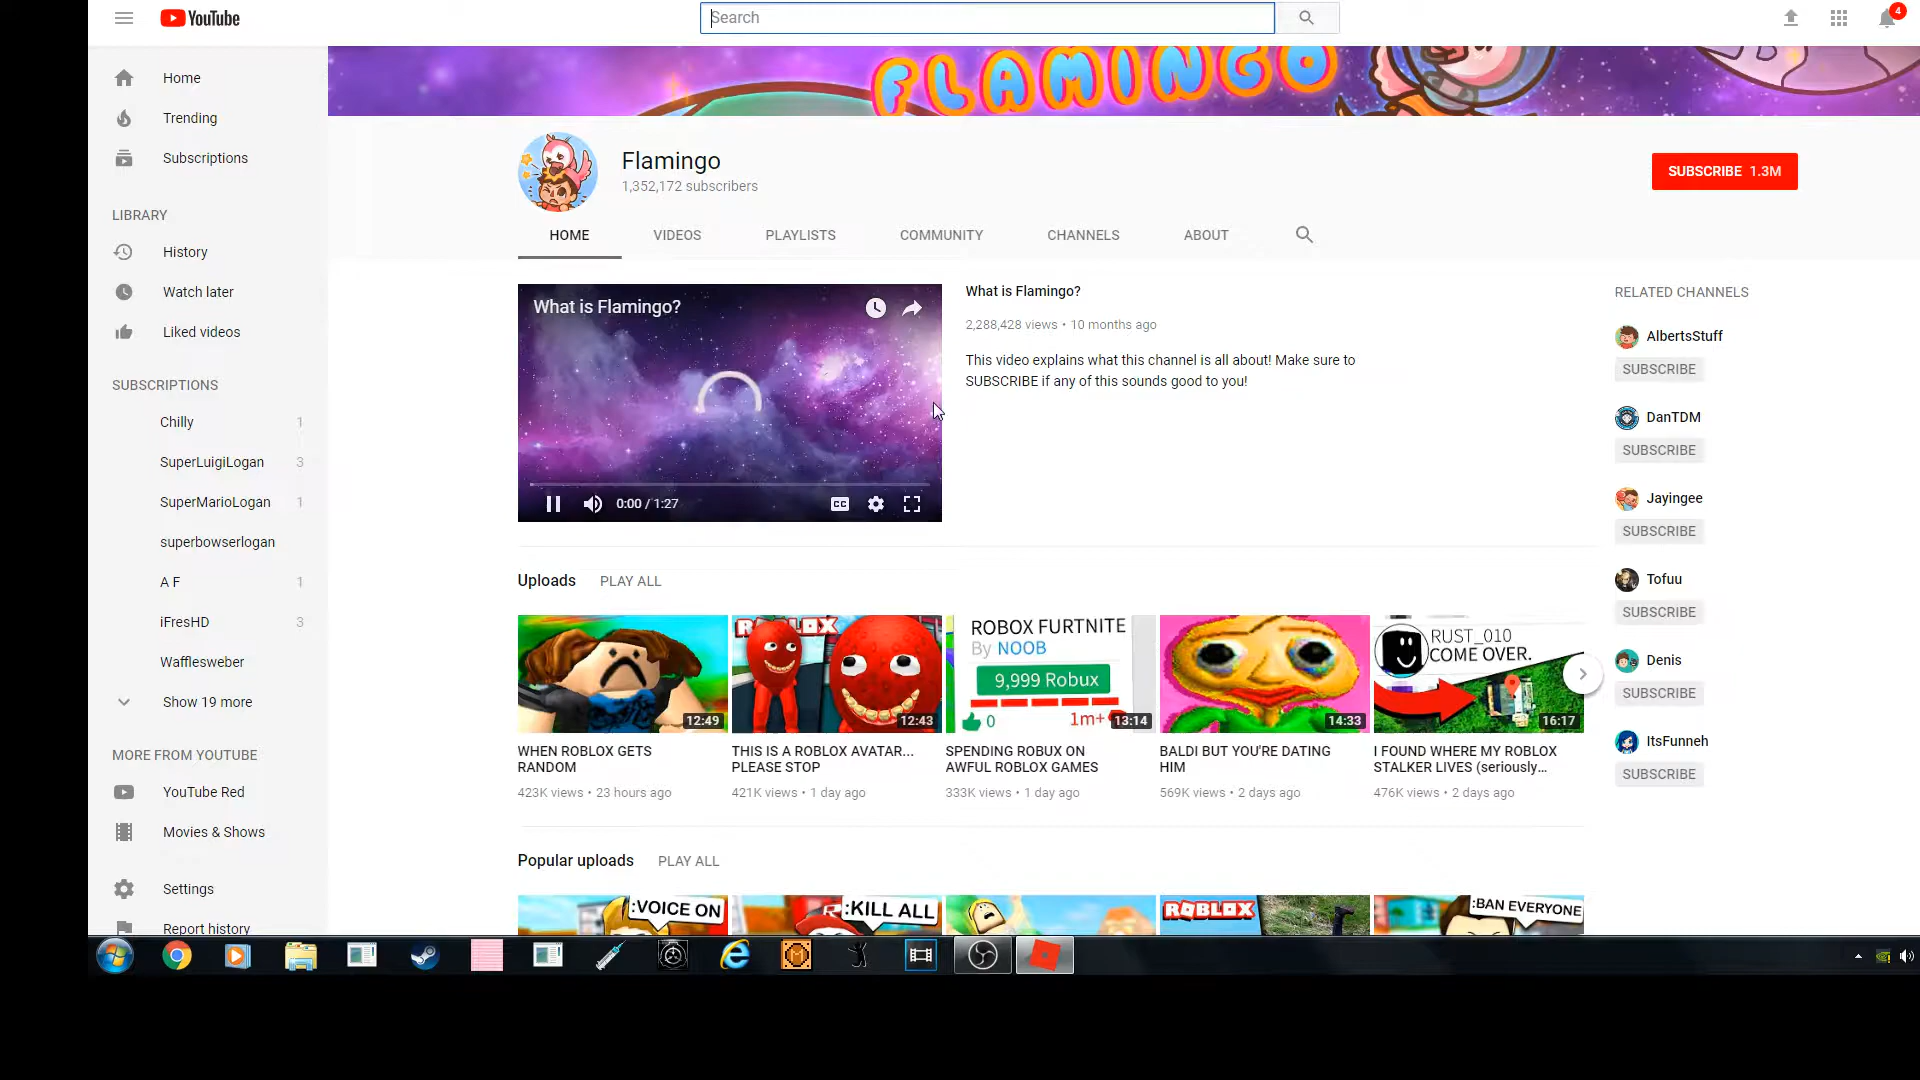 YouTube
Search
4
Home
Trending
Subscriptions
LIBRARY
History
Watch later
Liked videos
SUBSCRIPTIONS
Chilly 1
SuperLuigiLogan 3
SuperMarioLogan 1
superbowserlogan
A F 1
iFresHD 3
Wafflesweber
Show 19 more
MORE FROM YOUTUBE
YouTube Red
Movies & Shows
Settings
Report history
FLAMINGO
Flamingo
1,352,172 subscribers
SUBSCRIBE 1.3M
HOME VIDEOS PLAYLISTS COMMUNITY CHANNELS ABOUT
What is Flamingo?
0:00 / 1:27
CC
What is Flamingo?
2,288,428 views • 10 months ago
This video explains what this channel is all about! Make sure to
SUBSCRIBE if any of this sounds good to you!
RELATED CHANNELS
AlbertsStuff
SUBSCRIBE
DanTDM
SUBSCRIBE
Jayingee
SUBSCRIBE
Tofuu
SUBSCRIBE
Denis
SUBSCRIBE
ItsFunneh
SUBSCRIBE
Uploads PLAY ALL
12:49
WHEN ROBLOX GETS
RANDOM
423K views • 23 hours ago
ROBLOX
12:43
THIS IS A ROBLOX AVATAR...
PLEASE STOP
421K views • 1 day ago
ROBOX FURTNITE
By NOOB
9,999 Robux
0 1m+
13:14
SPENDING ROBUX ON
AWFUL ROBLOX GAMES
333K views • 1 day ago
14:33
BALDI BUT YOU'RE DATING
HIM
569K views • 2 days ago
RUST_010
COME OVER.
16:17
I FOUND WHERE MY ROBLOX
STALKER LIVES (seriously...
476K views • 2 days ago
Popular uploads PLAY ALL
:VOICE ON
:KILL ALL
ROBLOX
:BAN EVERYONE